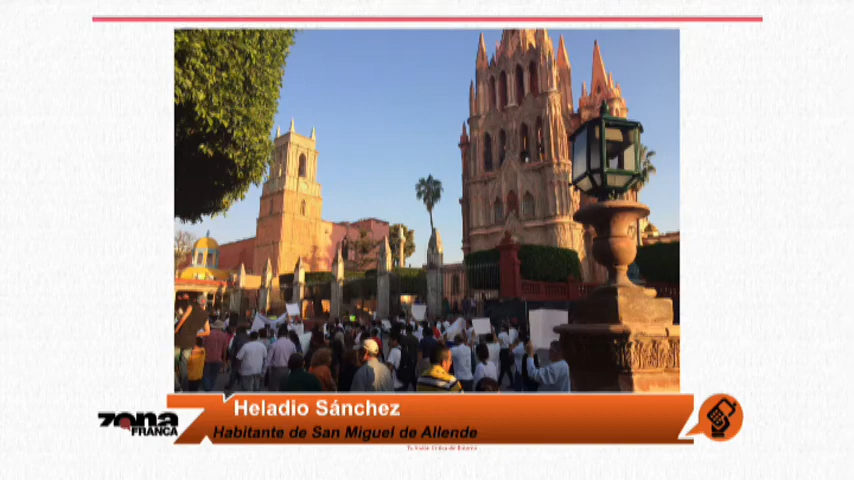 Heladio Sánchez
zona
FRANCA
Habitante de San Miguel de Allende